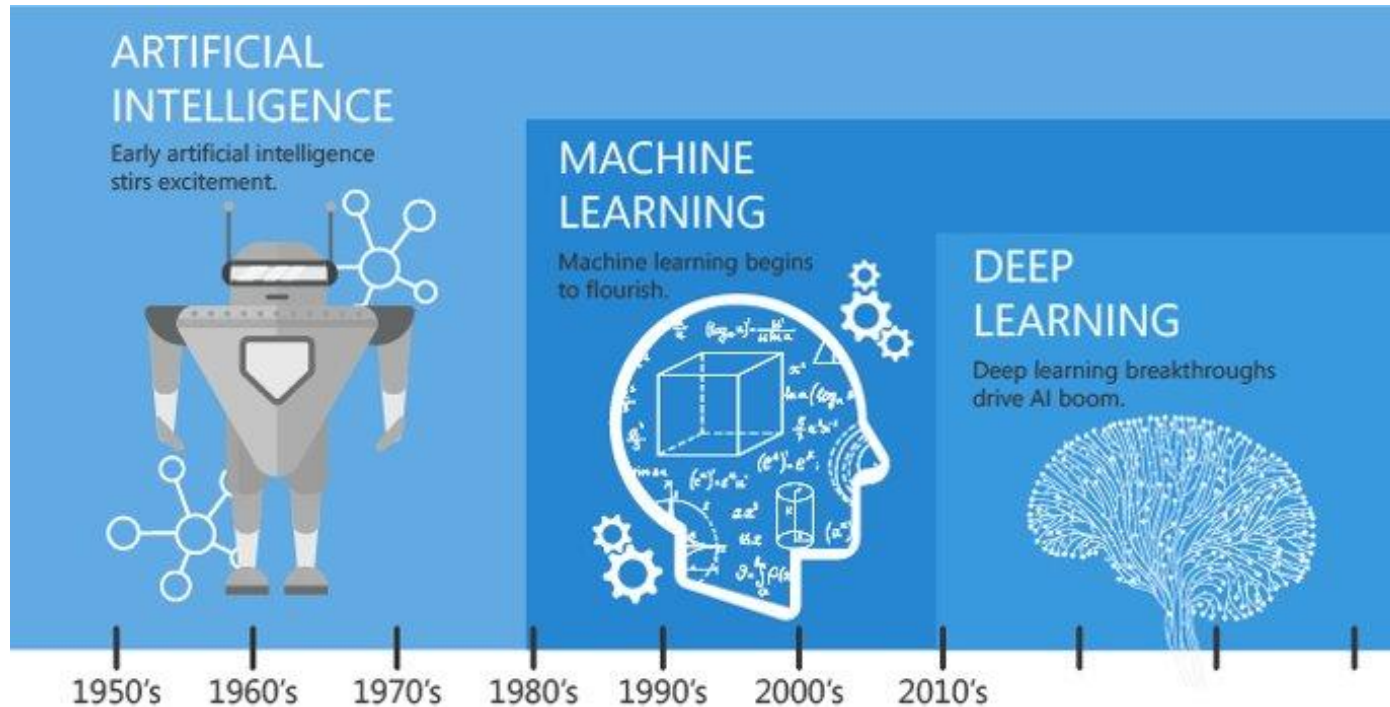 ARTIFICIAL
INTELLIGENCE
Early artificial intelligence
stirs excitement.
MACHINE
LEARNING
Machine learning begins
to flourish.
DEEP
LEARNING
Deep learning breakthroughs
drive AI boom.
1950's 1960's 1970's 1980's 1990's 2000's 2010's